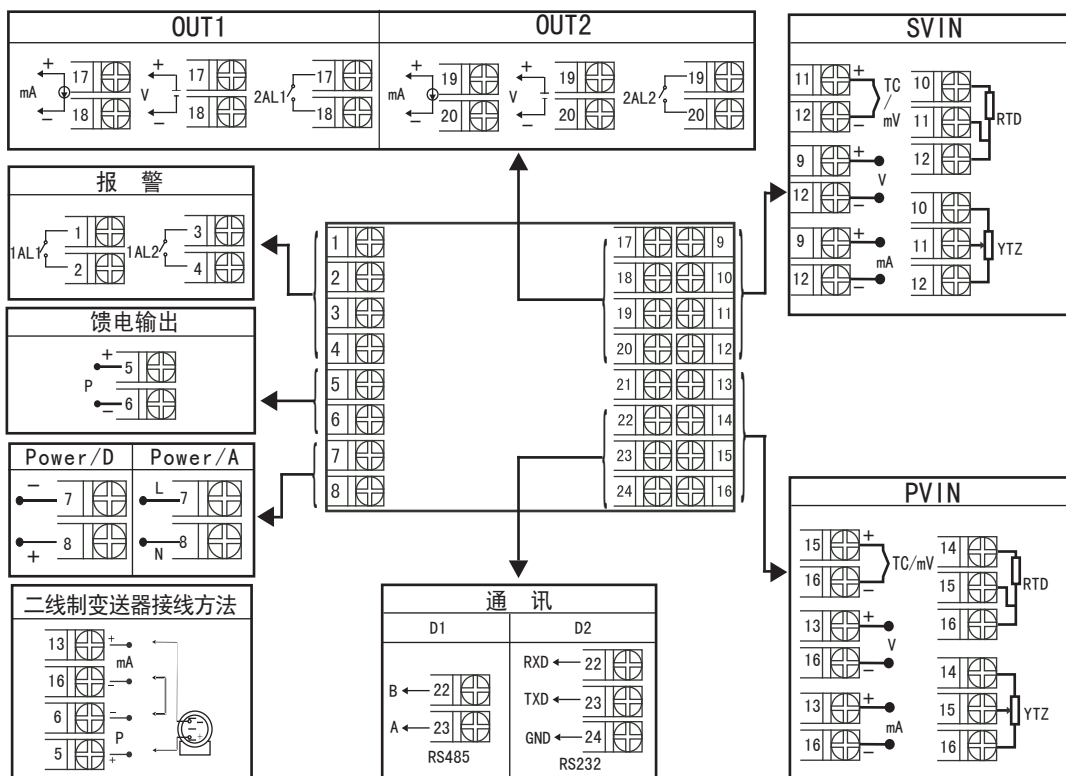 OUT1
+ 17 + 17 17
mA V 2AL1
− 18 − 18 18
OUT2
+ 19 + 19 19
mA V 2AL2
− 20 − 20 20
SVIN
11 + TC 10
/ 11 RTD
12 − mV 12
9 +
V
12 − 10
9 + 11 YTZ
mA
12 − 12
报 警
1 3
1AL1 1AL2
2 4
馈电输出
+ 5
P
− 6
Power/D Power/A
− 7 L 7
+ 8 N 8
二线制变送器接线方法
13 +
mA
16 −
6 −
P
5 +
1 17 9
2 18 10
3 19 11
4 20 12
5 21 13
6 22 14
7 23 15
8 24 16
通 讯
D1 D2
RXD 22
B 22 TXD 23
A 23 GND 24
RS485 RS232
PVIN
15 + 14
TC/mV 15 RTD
16 − 16
13 +
V
16 − 14
13 + 15 YTZ
mA
16 − 16